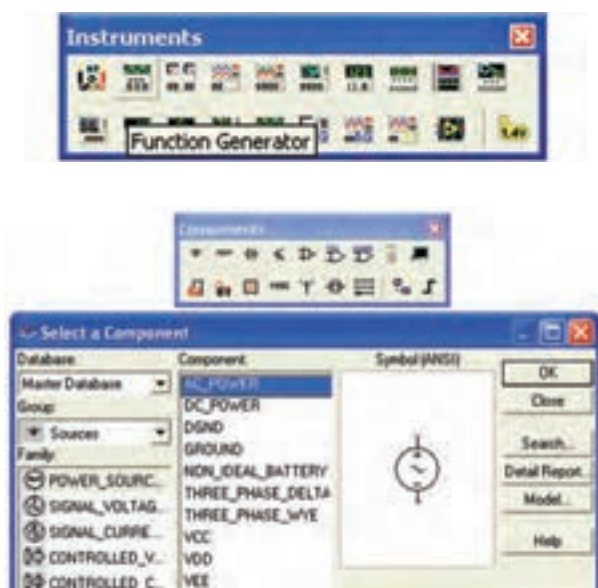 Instruments
Function Generator
Components
Select a Component
Database:
Master Database
Group:
Sources
Family:
POWER_SOURC...
SIGNAL_VOLTAG...
SIGNAL_CURRE...
CONTROLLED_V...
CONTROLLED_C...
Component:
AC_POWER
DC_POWER
DGND
GROUND
NON_IDEAL_BATTERY
THREE_PHASE_DELTA
THREE_PHASE_WYE
VCC
VDD
VEE
Symbol (ANSI)
OK
Close
Search...
Detail Report...
Model...
Help